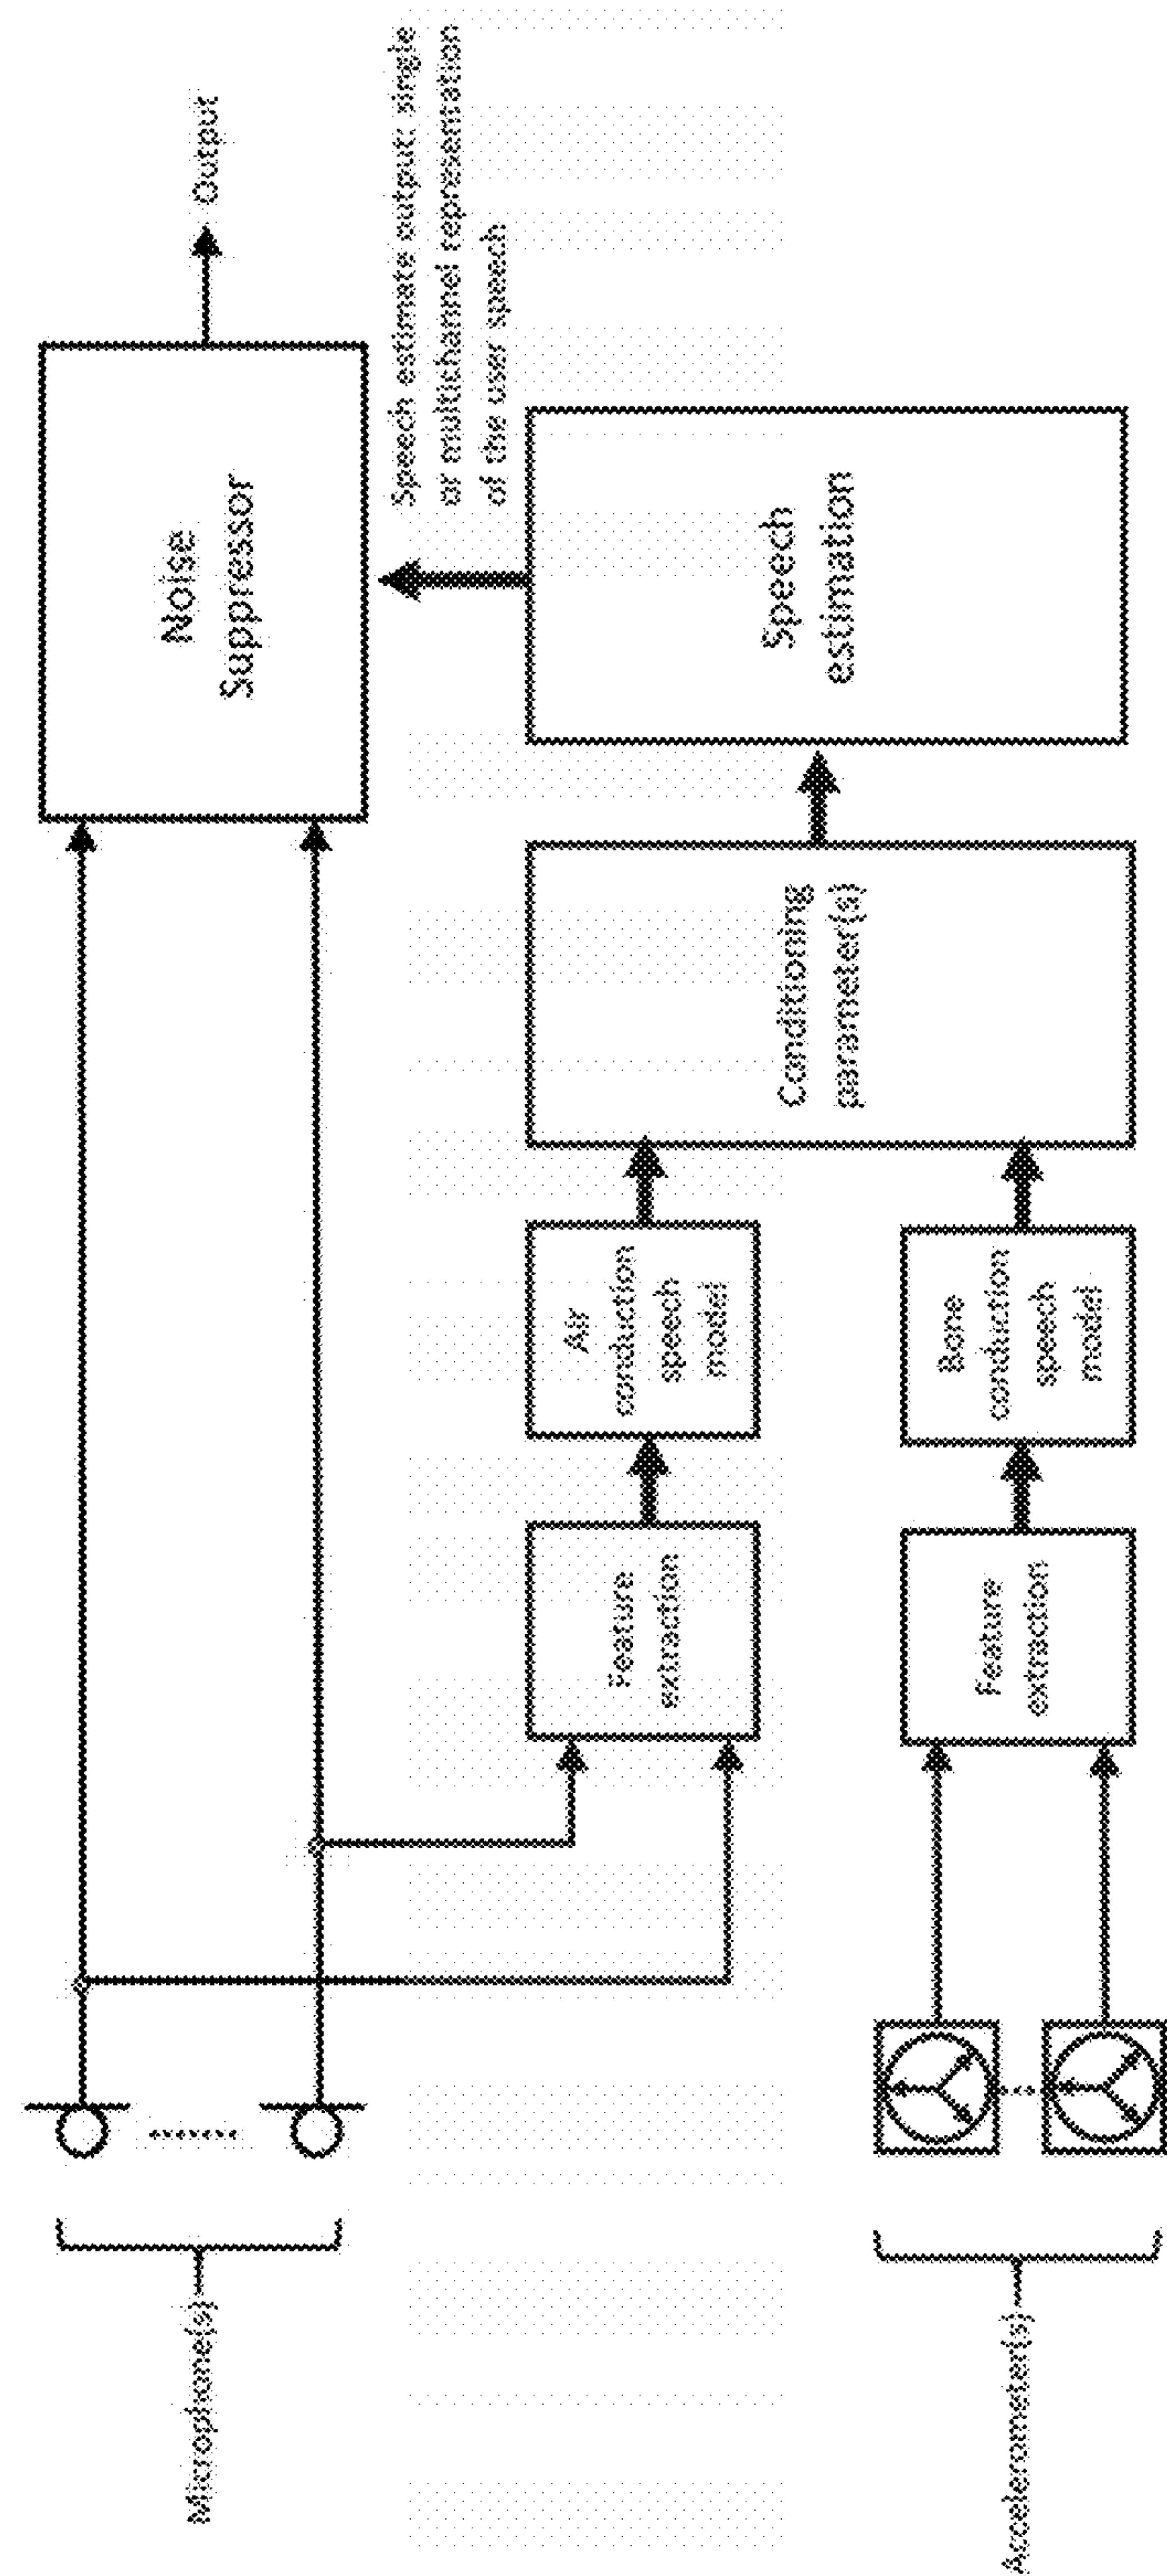 Microphone(s)
Accelerometer(s)
Feature
extraction
Feature
extraction
Air
conduction
speech
model
Bone
conduction
speech
model
Conditioning
parameter(s)
Speech
estimation
Speech estimate output: single
or multichannel representation
of the user speech
Noise
Suppressor
Output